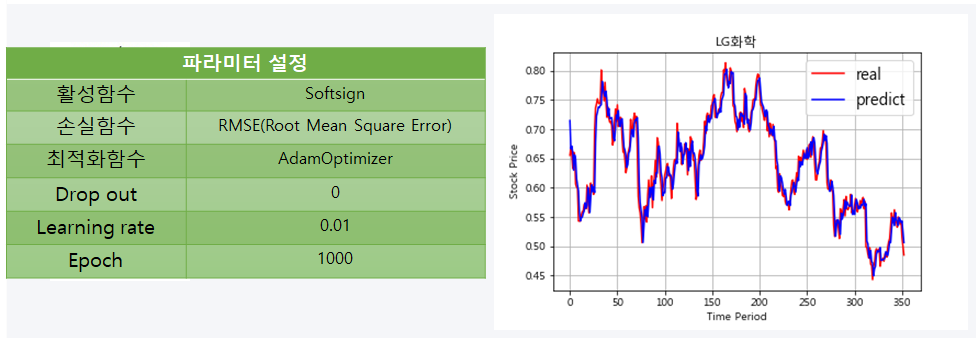 파라미터 설정
활성함수 Softsign
손실함수 RMSE(Root Mean Square Error)
최적화함수 AdamOptimizer
Drop out 0
Learning rate 0.01
Epoch 1000
LG화학
real
predict
Stock Price
0.80
0.75
0.70
0.65
0.60
0.55
0.50
0.45
0 50 100 150 200 250 300 350
Time Period